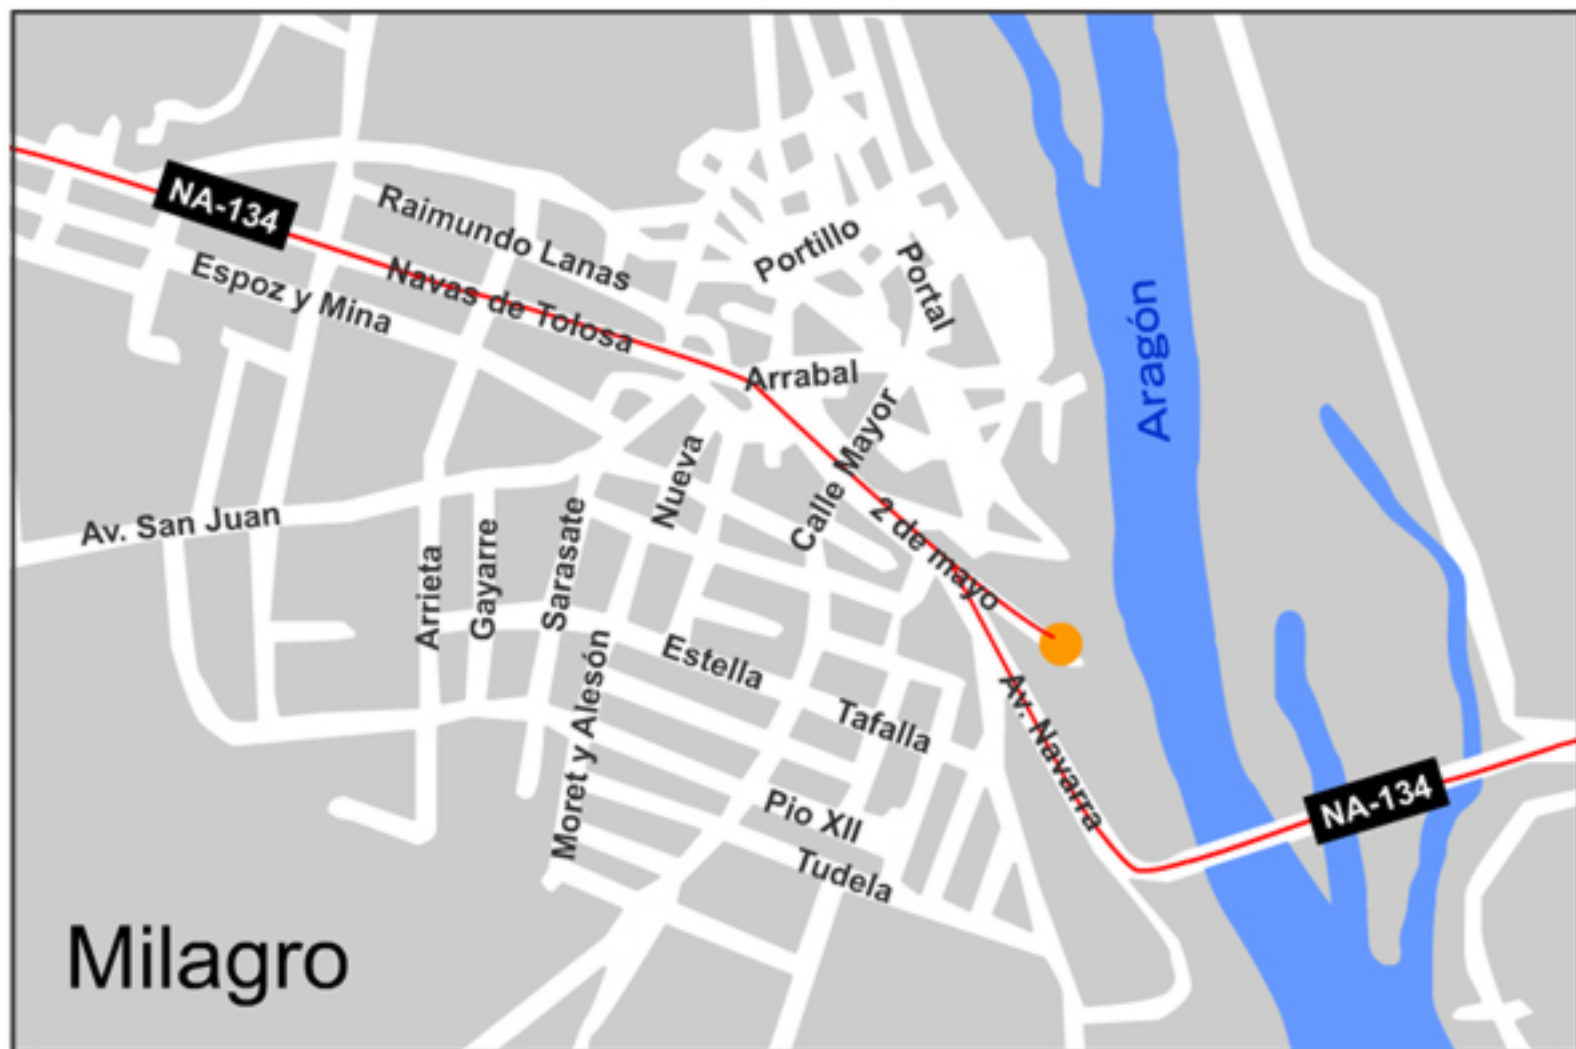 NA-134
Raimundo Lanas
Navas de Tolosa
Espoz y Mina
Portillo
Portal
Arrabal
Aragón
Calle Mayor
Nueva
2 de mayo
Av. San Juan
Arrieta
Gayarre
Sarasate
Moret y Alesón
Estella
Tafalla
Av. Navarra
Pio XII
Tudela
NA-134
Milagro